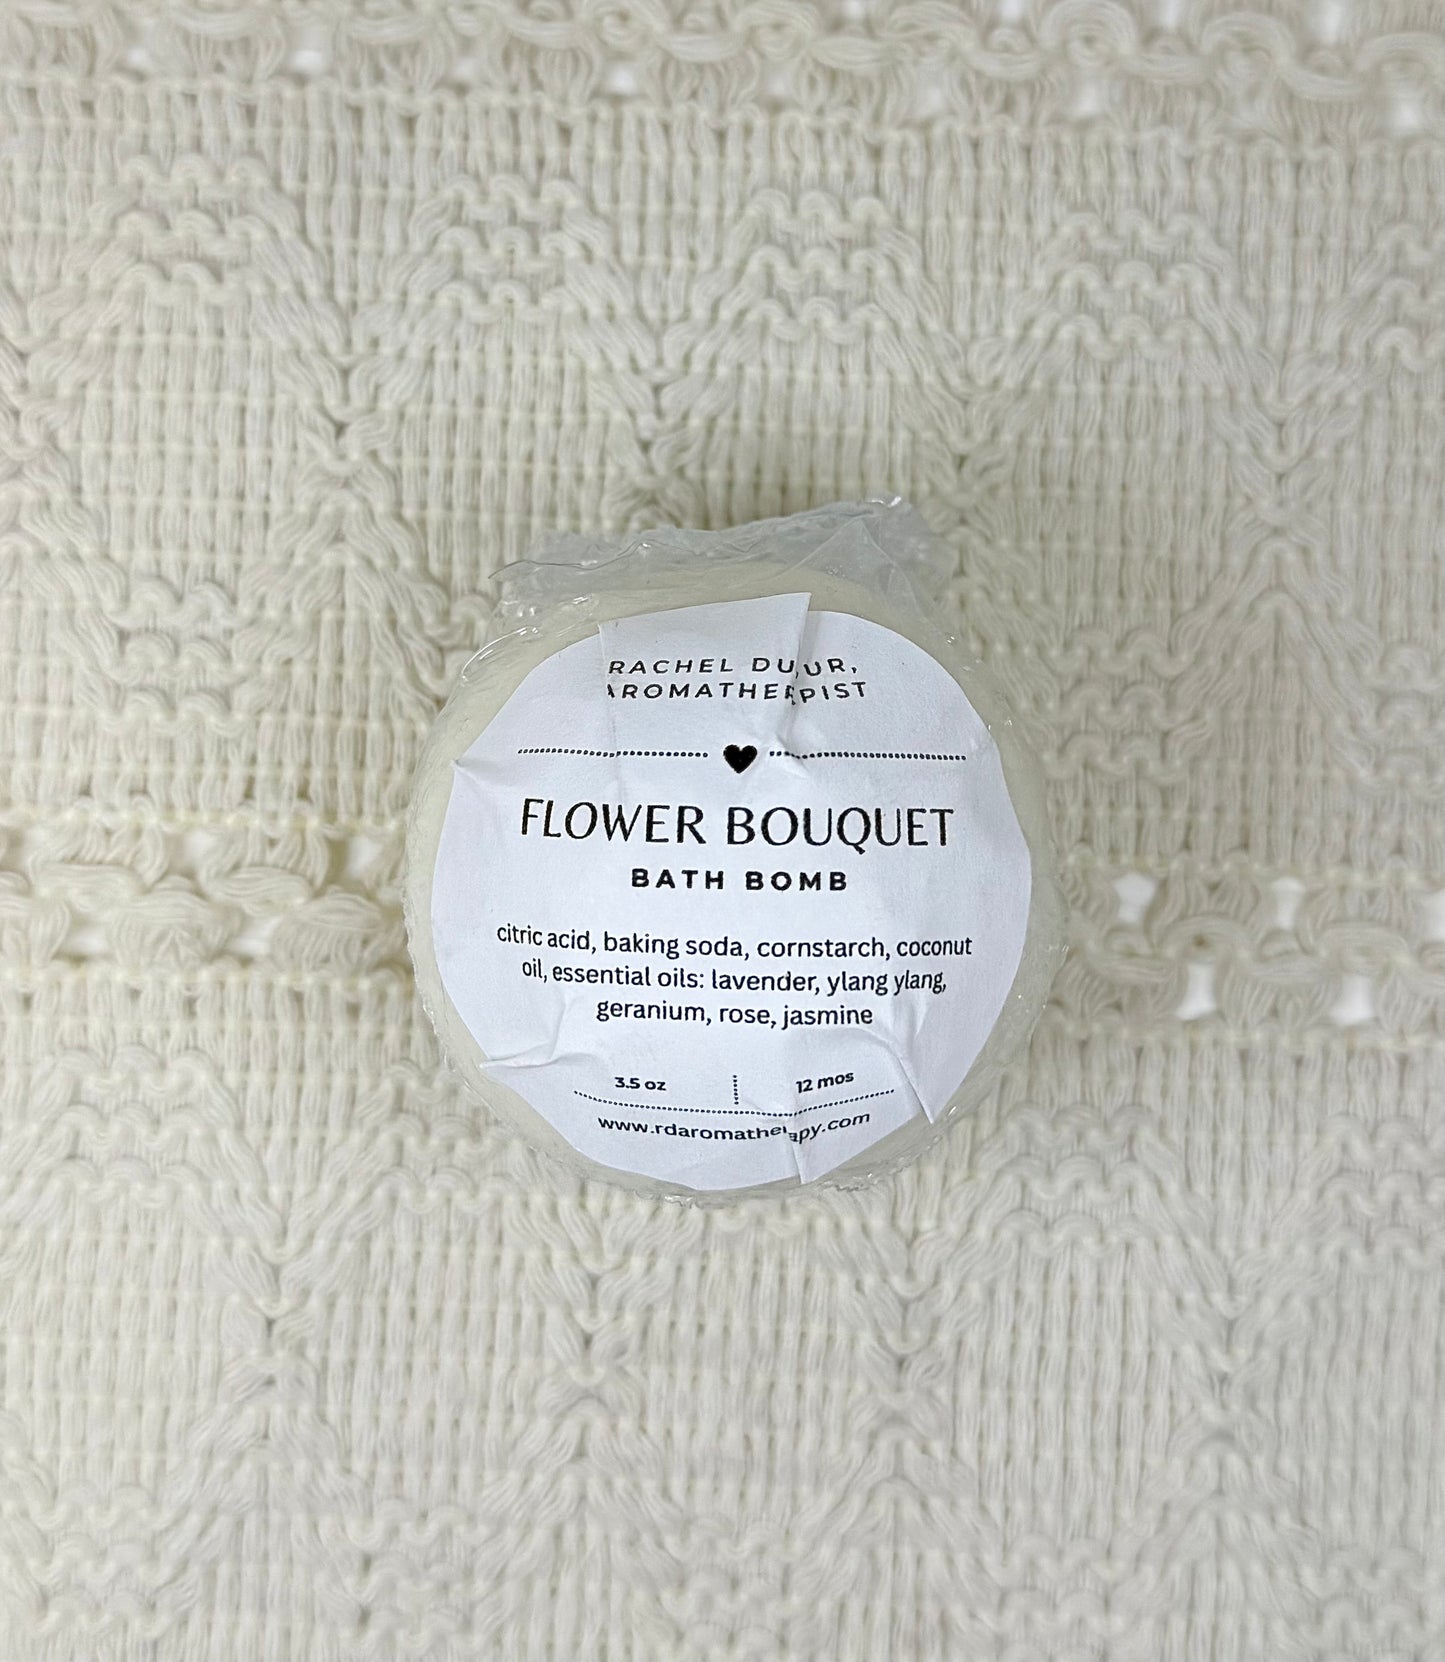 RACHEL DUUR,
AROMATHERPIST
FLOWER BOUQUET
BATH BOMB
citric acid, baking soda, cornstarch, coconut
oil, essential oils: lavender, ylang ylang,
geranium, rose, jasmine
3.5 oz
12 mos
www.rdaromatherapy.com